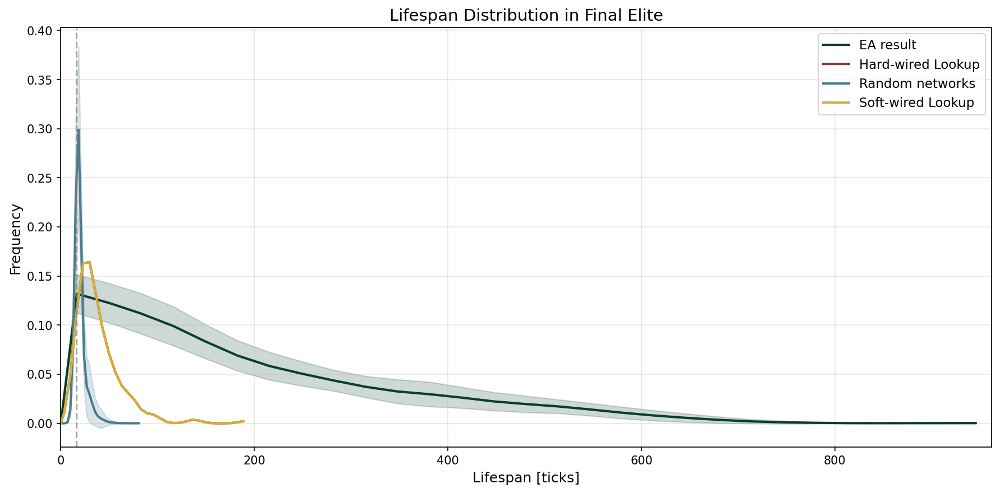 Lifespan Distribution in Final Elite
0.40
0.35
0.30
0.25
0.20
0.15
0.10
0.05
0.00
Frequency
0
200
400
600
800
Lifespan [ticks]
EA result
Hard-wired Lookup
Random networks
Soft-wired Lookup